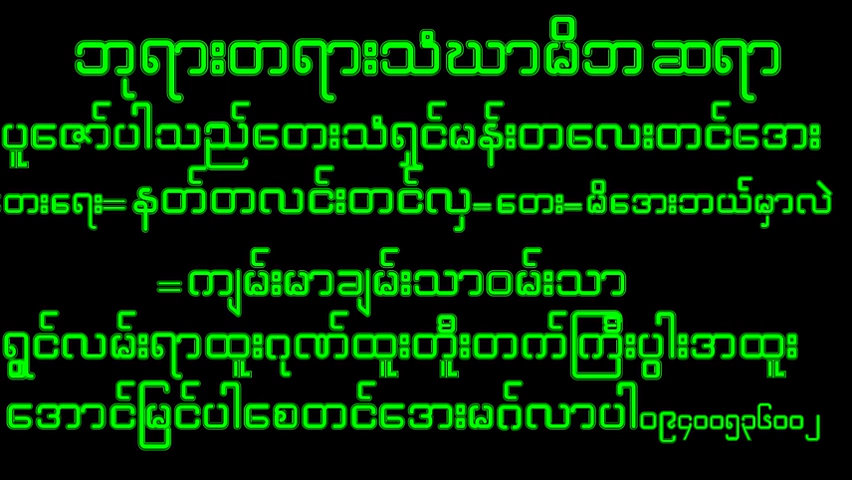 ဘုရားတရားသံဃာမိဘဆရာ
ပူဇော်ပါသည်တေးသံရှင်မန်းတလေးတင်အေး
တေးရေး=နတ်တလင်းတင်လှ-တေး-မိအေးဘယ်မှာလဲ
=ကျမ်းမာချမ်းသာဝမ်းသာ
ရွှင်လမ်းရာထူးဂုဏ်ထူးတိူးတက်ကြီးပွါးအထူး
အောင်မြင်ပါစေတင်အေးမဂ်လာပါ၀၉၄၀၀၅၃၆၀၀၂